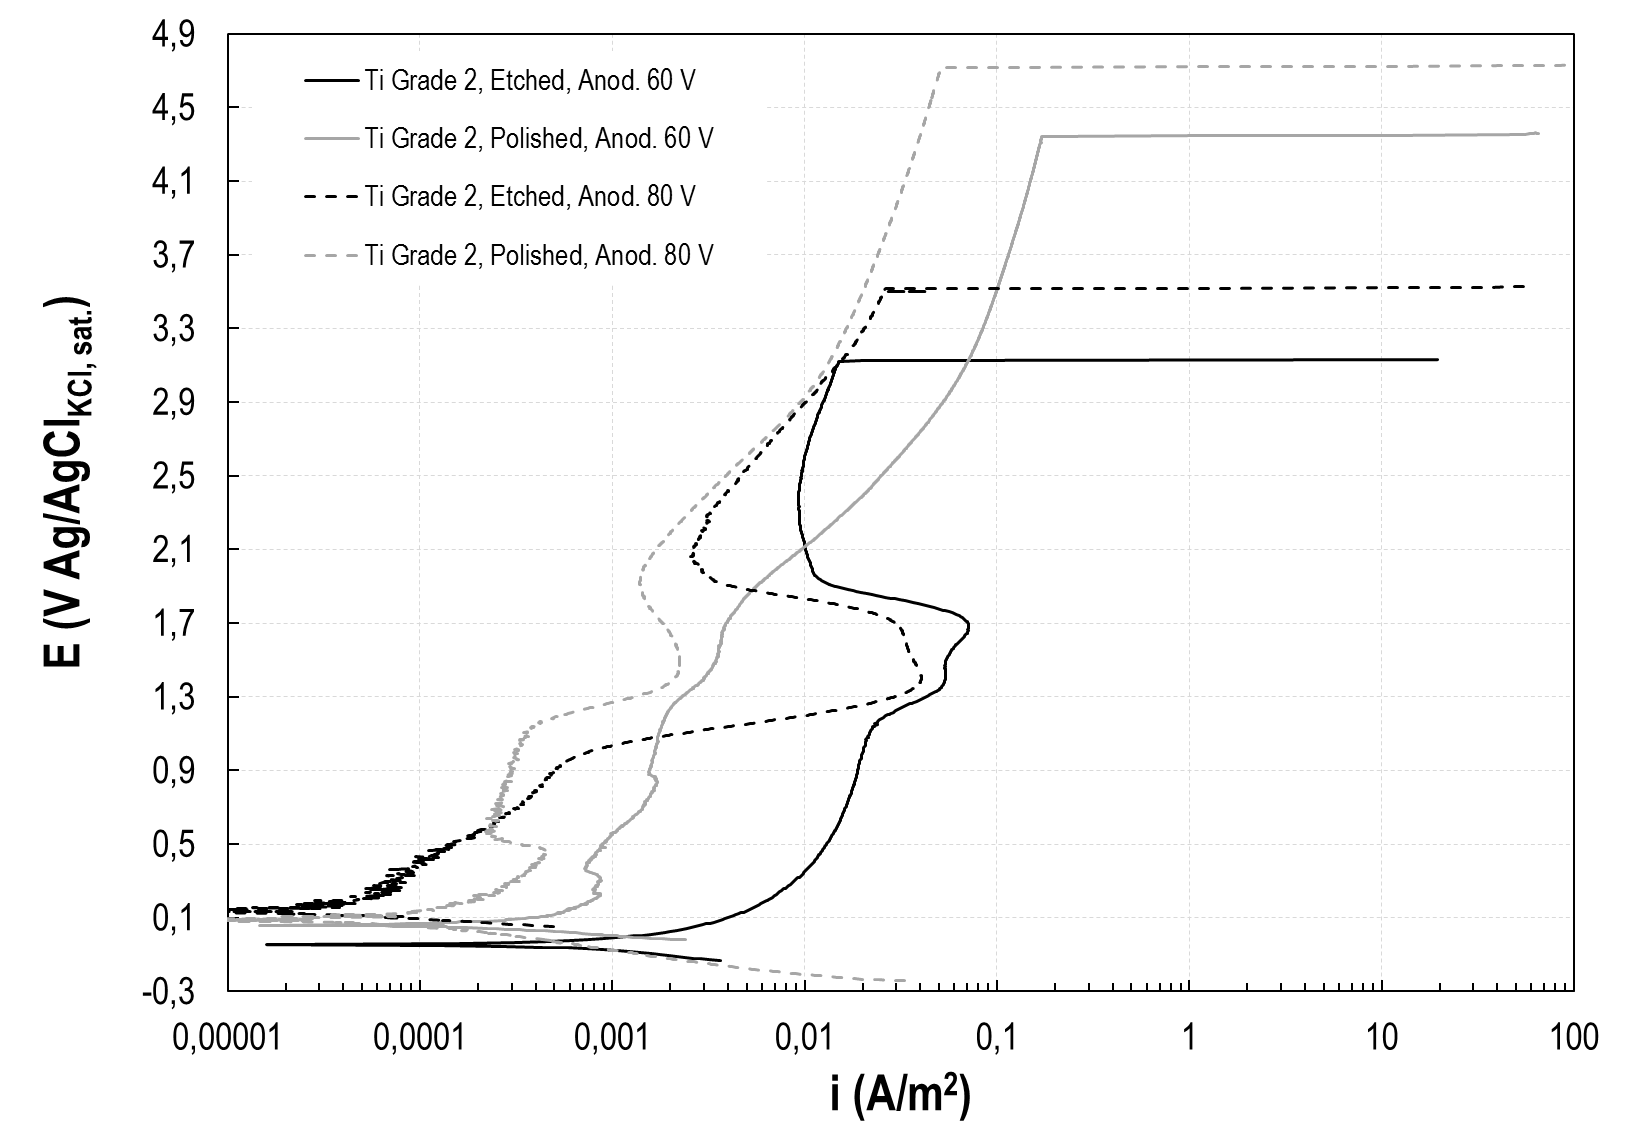 4,9
4,5
4,1
3,7
3,3
2,9
2,5
2,1
1,7
1,3
0,9
0,5
0,1
-0,3
E (V Ag/AgClKCl, sat.)
Ti Grade 2, Etched, Anod. 60 V
Ti Grade 2, Polished, Anod. 60 V
Ti Grade 2, Etched, Anod. 80 V
Ti Grade 2, Polished, Anod. 80 V
0,00001 0,0001 0,001 0,01 0,1 1 10 100
i (A/m²)